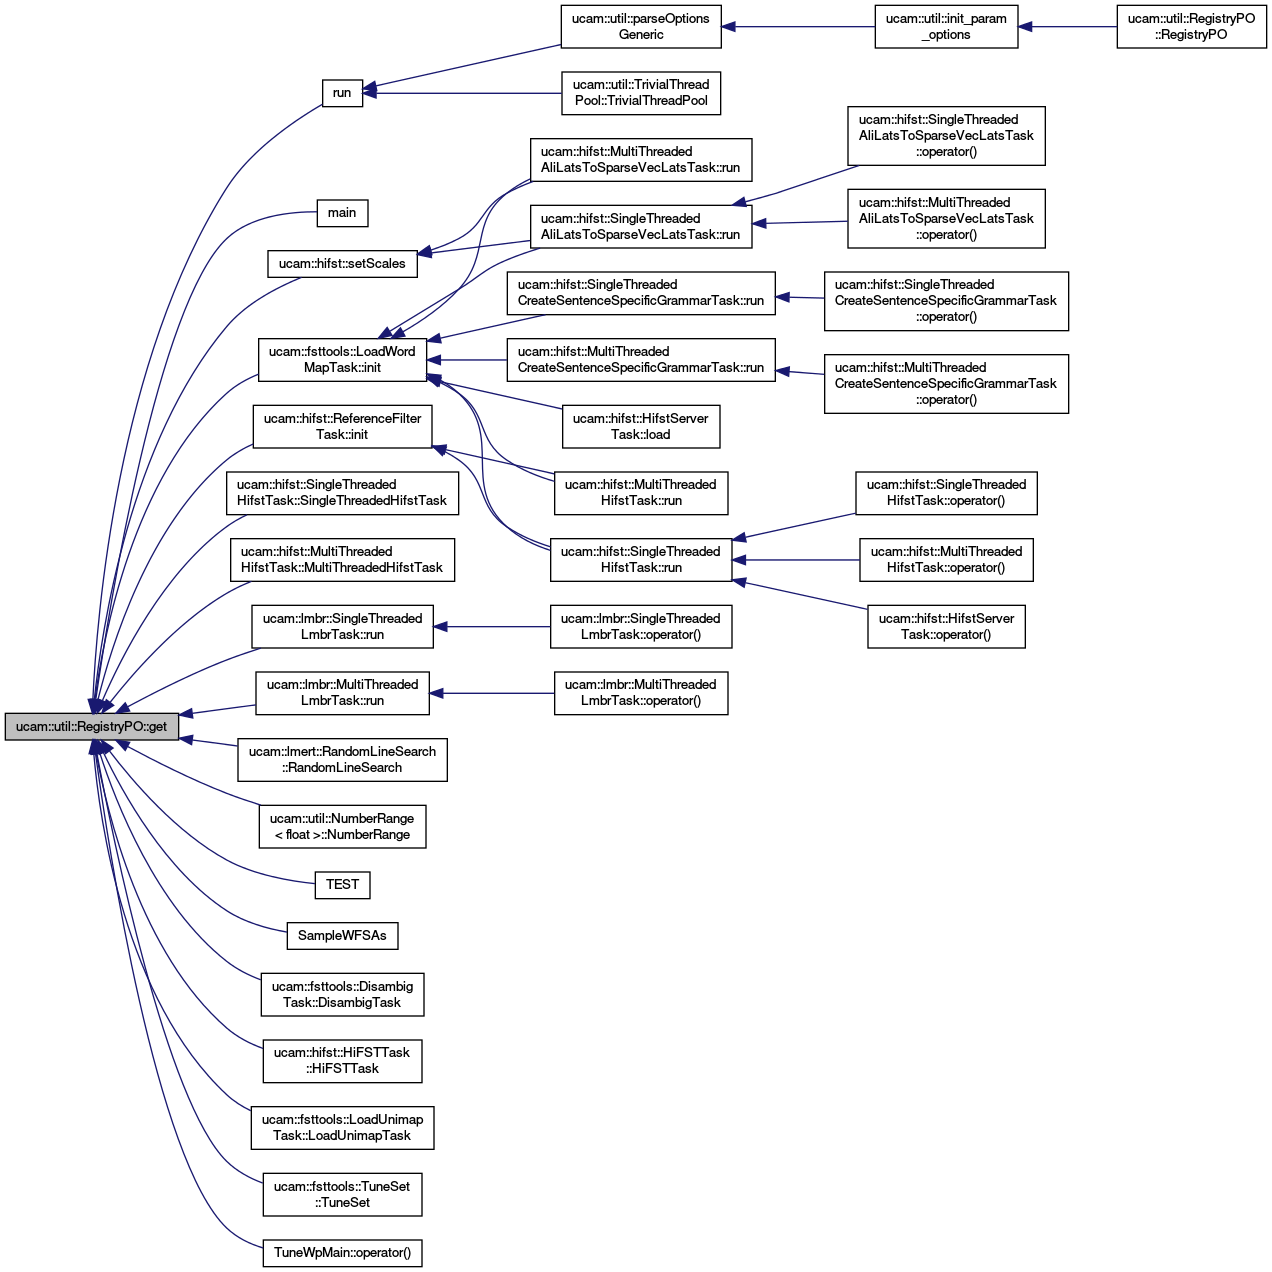 ucam::util::parseOptions
Generic
ucam::util::init_param
_options
ucam::util::RegistryPO
::RegistryPO
run
ucam::util::TrivialThread
Pool::TrivialThreadPool
ucam::hifst::SingleThreaded
AliLatsToSparseVecLatsTask
::operator()
ucam::hifst::MultiThreaded
AliLatsToSparseVecLatsTask::run
main
ucam::hifst::SingleThreaded
AliLatsToSparseVecLatsTask::run
ucam::hifst::MultiThreaded
AliLatsToSparseVecLatsTask
::operator()
ucam::hifst::setScales
ucam::hifst::SingleThreaded
CreateSentenceSpecificGrammarTask::run
ucam::hifst::SingleThreaded
CreateSentenceSpecificGrammarTask
::operator()
ucam::fsttools::LoadWord
MapTask::init
ucam::hifst::MultiThreaded
CreateSentenceSpecificGrammarTask::run
ucam::hifst::MultiThreaded
CreateSentenceSpecificGrammarTask
::operator()
ucam::hifst::ReferenceFilter
Task::init
ucam::hifst::HifstServer
Task::load
ucam::hifst::SingleThreaded
HifstTask::SingleThreadedHifstTask
ucam::hifst::MultiThreaded
HifstTask::run
ucam::hifst::SingleThreaded
HifstTask::operator()
ucam::hifst::MultiThreaded
HifstTask::MultiThreadedHifstTask
ucam::hifst::SingleThreaded
HifstTask::run
ucam::hifst::MultiThreaded
HifstTask::operator()
ucam::lmbr::SingleThreaded
LmbrTask::run
ucam::lmbr::SingleThreaded
LmbrTask::operator()
ucam::hifst::HifstServer
Task::operator()
ucam::lmbr::MultiThreaded
LmbrTask::run
ucam::lmbr::MultiThreaded
LmbrTask::operator()
ucam::util::RegistryPO::get
ucam::lmert::RandomLineSearch
::RandomLineSearch
ucam::util::NumberRange
< float >::NumberRange
TEST
SampleWFSAs
ucam::fsttools::Disambig
Task::DisambigTask
ucam::hifst::HiFSTTask
::HiFSTTask
ucam::fsttools::LoadUnimap
Task::LoadUnimapTask
ucam::fsttools::TuneSet
::TuneSet
TuneWpMain::operator()